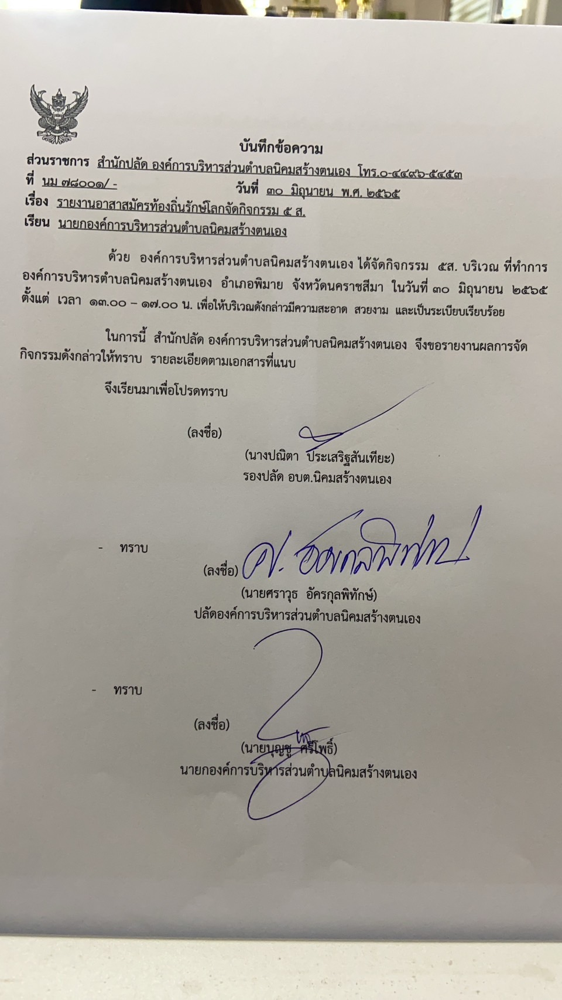 บันทึกข้อความ
ส่วนราชการ สำนักปลัด องค์การบริหารส่วนตำบลนิคมสร้างตนเอง โทร.๐-๔๔๙๖-๕๔๕๓
ที่ นม ๗๘๐๐๑/ - วันที่ ๓๐ มิถุนายน พ.ศ. ๒๕๖๕
เรื่อง รายงานอาสาสมัครท้องถิ่นรักษ์โลกจัดกิจกรรม ๕ ส.
เรียน นายกองค์การบริหารส่วนตำบลนิคมสร้างตนเอง
ด้วย องค์การบริหารส่วนตำบลนิคมสร้างตนเอง ได้จัดกิจกรรม ๕ส. บริเวณ ที่ทำการ
องค์การบริหารตำบลนิคมสร้างตนเอง อำเภอพิมาย จังหวัดนครราชสีมา ในวันที่ ๓๐ มิถุนายน ๒๕๖๕
ตั้งแต่ เวลา ๑๓.๐๐ – ๑๗.๐๐ น. เพื่อให้บริเวณดังกล่าวมีความสะอาด สวยงาม และเป็นระเบียบเรียบร้อย
ในการนี้ สำนักปลัด องค์การบริหารส่วนตำบลนิคมสร้างตนเอง จึงขอรายงานผลการจัด
กิจกรรมดังกล่าวให้ทราบ รายละเอียดตามเอกสารที่แนบ
จึงเรียนมาเพื่อโปรดทราบ
(ลงชื่อ)
(นางปณิตา ประเสริฐสันเทียะ)
รองปลัด อบต.นิคมสร้างตนเอง
- ทราบ
(ลงชื่อ)
(นายศราวุธ อัครกุลพิทักษ์)
ปลัดองค์การบริหารส่วนตำบลนิคมสร้างตนเอง
- ทราบ
(ลงชื่อ)
(นายบุญชู ศรีโพธิ์)
นายกองค์การบริหารส่วนตำบลนิคมสร้างตนเอง